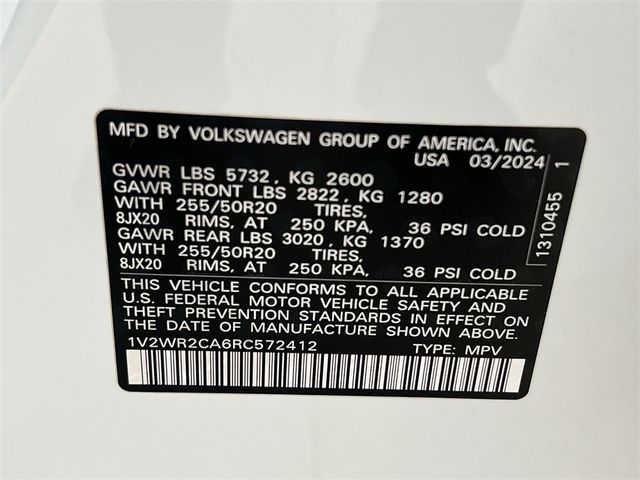 MFD BY VOLKSWAGEN GROUP OF AMERICA, INC.
USA 03/2024
GVWR LBS 5732 , KG 2600
GAWR FRONT LBS 2822 , KG 1280
WITH 255/50R20 TIRES,
8JX20 RIMS, AT 250 KPA, 36 PSI COLD
GAWR REAR LBS 3020 , KG 1370
WITH 255/50R20 TIRES,
8JX20 RIMS, AT 250 KPA, 36 PSI COLD
THIS VEHICLE CONFORMS TO ALL APPLICABLE
U.S. FEDERAL MOTOR VEHICLE SAFETY AND
THEFT PREVENTION STANDARDS IN EFFECT ON THE
DATE OF MANUFACTURE SHOWN ABOVE.
1V2WR2CA6RC572412 TYPE: MPV
1310455 1